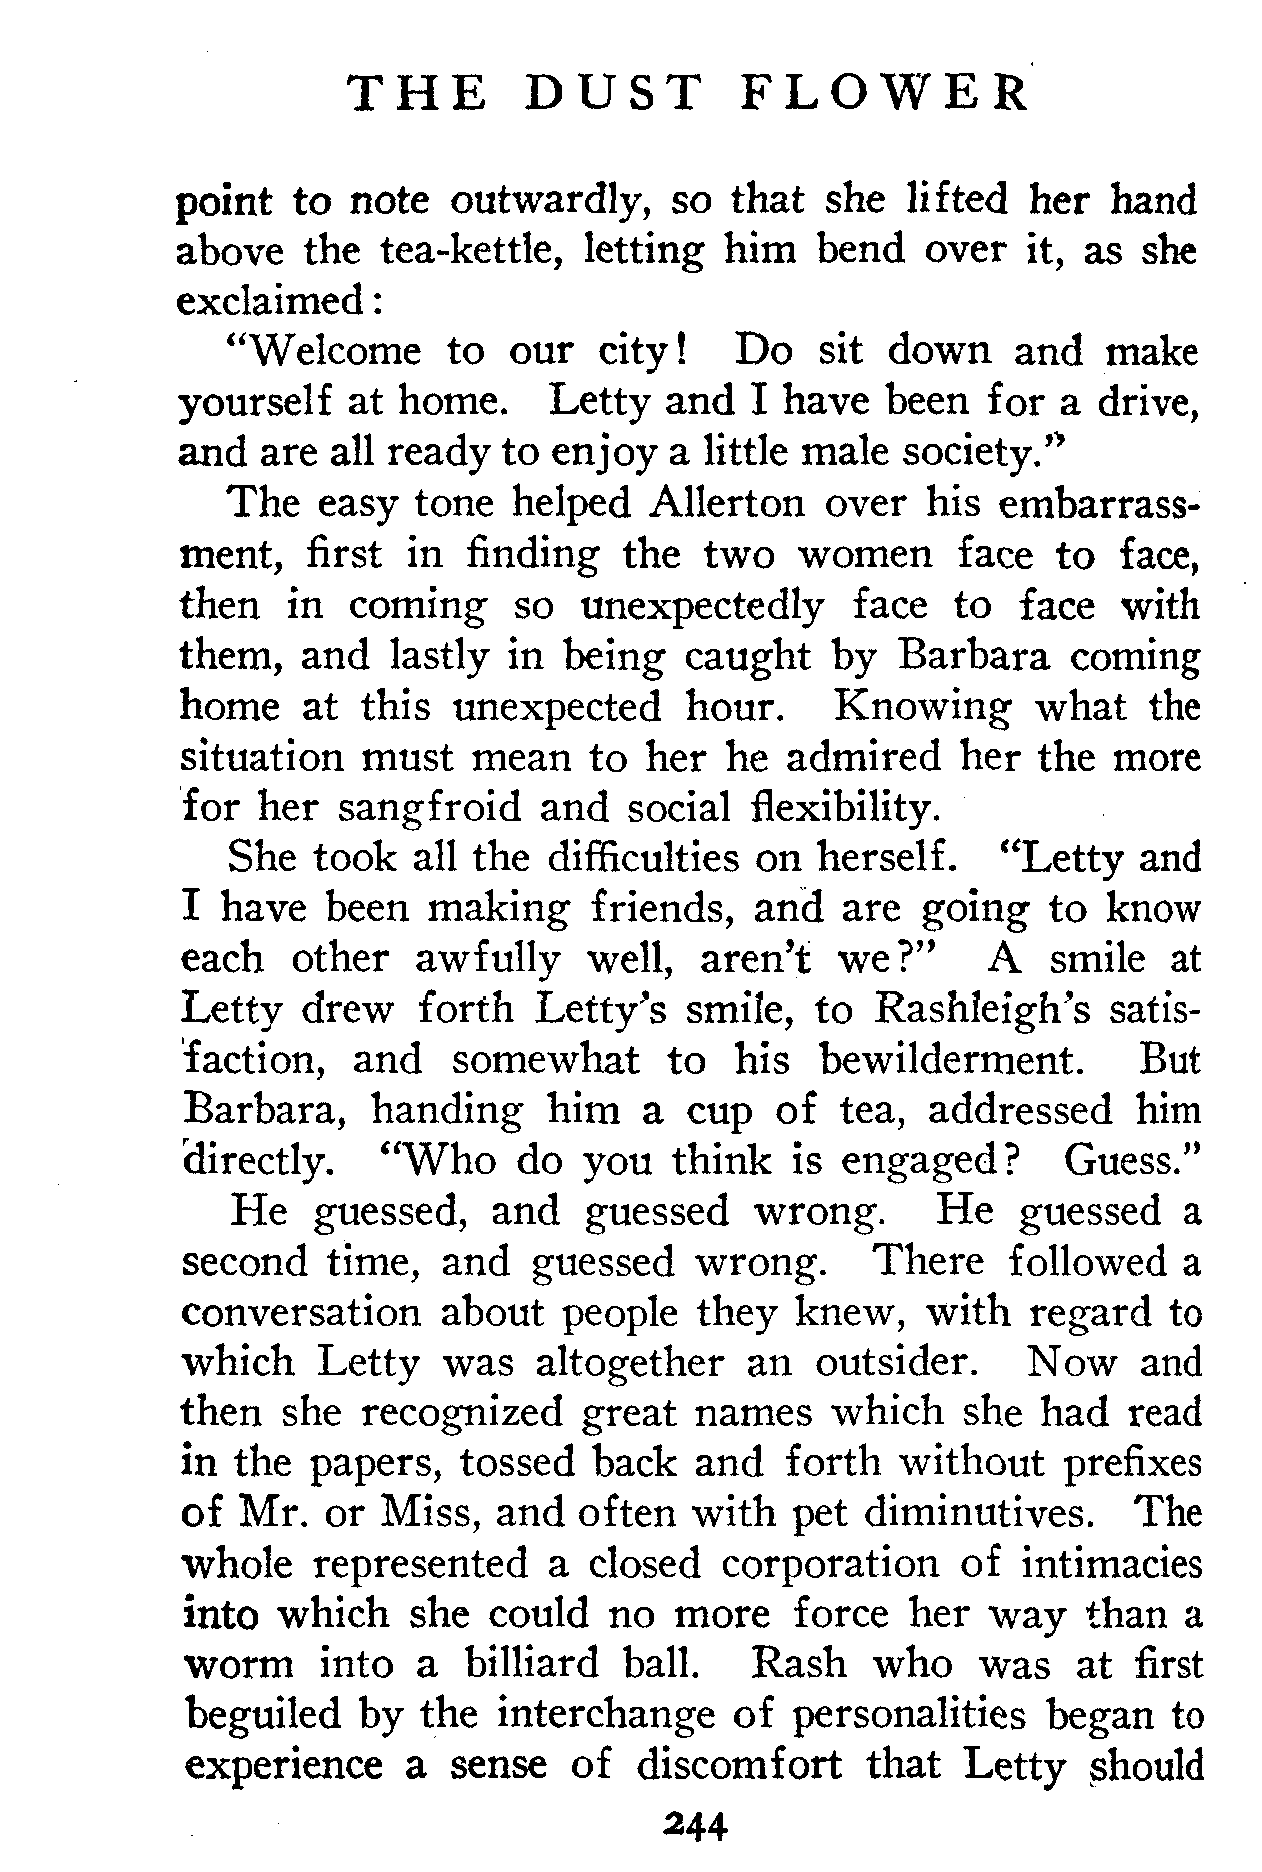 THE DUST FLOWER
point to note outwardly, so that she lifted her hand
above the tea-kettle, letting him bend over it, as she
exclaimed:
"Welcome to our city! Do sit down and make
yourself at home. Letty and I have been for a drive,
and are all ready to enjoy a little male society."
The easy tone helped Allerton over his embarrass-
ment, first in finding the two women face to face,
then in coming so unexpectedly face to face with
them, and lastly in being caught by Barbara coming
home at this unexpected hour. Knowing what the
situation must mean to her he admired her the more
for her sangfroid and social flexibility.
She took all the difficulties on herself. "Letty and
I have been making friends, and are going to know
each other awfully well, aren't we?" A smile at
Letty drew forth Letty's smile, to Rashleigh's satis-
faction, and somewhat to his bewilderment. But
Barbara, handing him a cup of tea, addressed him
directly. "Who do you think is engaged? Guess."
He guessed, and guessed wrong. He guessed a
second time, and guessed wrong. There followed a
conversation about people they knew, with regard to
which Letty was altogether an outsider. Now and
then she recognized great names which she had read
in the papers, tossed back and forth without prefixes
of Mr. or Miss, and often with pet diminutives. The
whole represented a closed corporation of intimacies
into which she could no more force her way than a
worm into a billiard ball. Rash who was at first
beguiled by the interchange of personalities began to
experience a sense of discomfort that Letty should
244